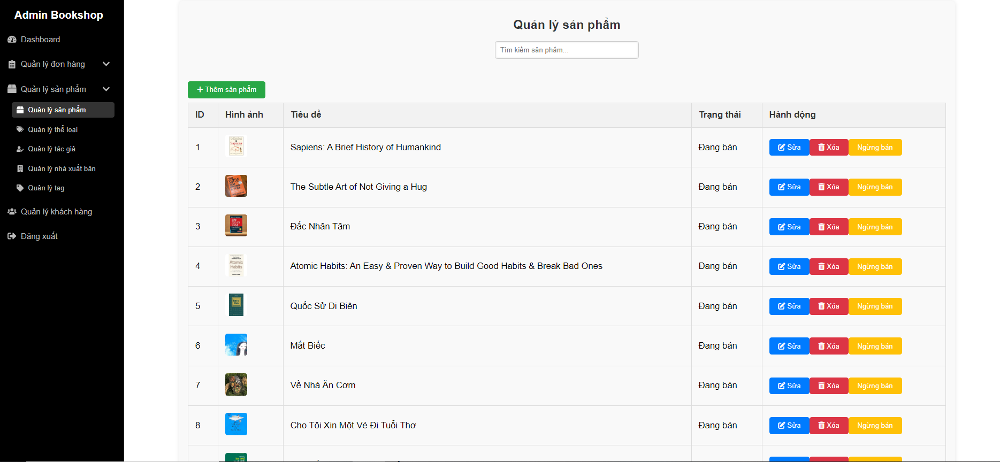 Admin Bookshop
Dashboard
Quản lý đơn hàng
Quản lý sản phẩm
Quản lý sản phẩm
Quản lý thể loại
Quản lý tác giả
Quản lý nhà xuất bản
Quản lý tag
Quản lý khách hàng
Đăng xuất
Quản lý sản phẩm
Tìm kiếm sản phẩm...
Thêm sản phẩm
ID Hình ảnh Tiêu đề Trạng thái Hành động
1 Sapiens Sapiens: A Brief History of Humankind Đang bán Sửa Xóa Ngừng bán
2 The Subtle Art of Not Giving a Hug Đang bán Sửa Xóa Ngừng bán
3 Đắc Nhân Tâm Đang bán Sửa Xóa Ngừng bán
4 Atomic Habits Atomic Habits: An Easy & Proven Way to Build Good Habits & Break Bad Ones Đang bán Sửa Xóa Ngừng bán
5 Quốc Sử Di Biên Đang bán Sửa Xóa Ngừng bán
6 Mắt Biếc Đang bán Sửa Xóa Ngừng bán
7 Về Nhà Ăn Cơm Đang bán Sửa Xóa Ngừng bán
8 Cho Tôi Xin Một Vé Đi Tuổi Thơ Đang bán Sửa Xóa Ngừng bán